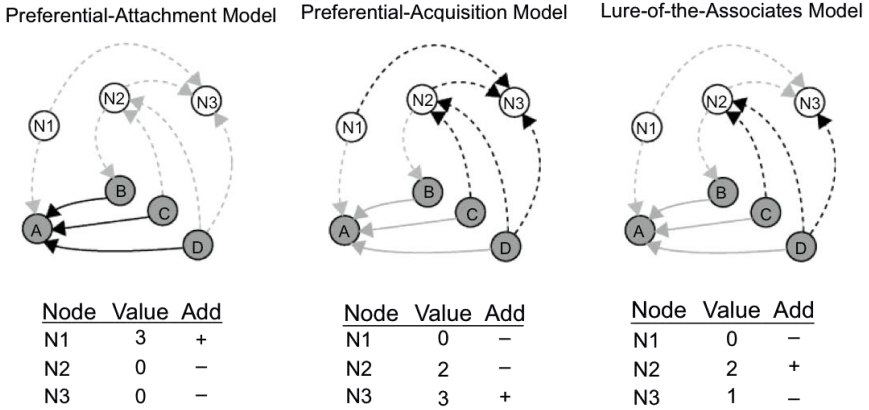 Preferential-Attachment Model
N1
N2
N3
A
B
C
D
Node Value Add
N1 3 +
N2 0 –
N3 0 –
Preferential-Acquisition Model
N1
N2
N3
A
B
C
D
Node Value Add
N1 0 –
N2 2 –
N3 3 +
Lure-of-the-Associates Model
N1
N2
N3
A
B
C
D
Node Value Add
N1 0 –
N2 2 +
N3 1 –